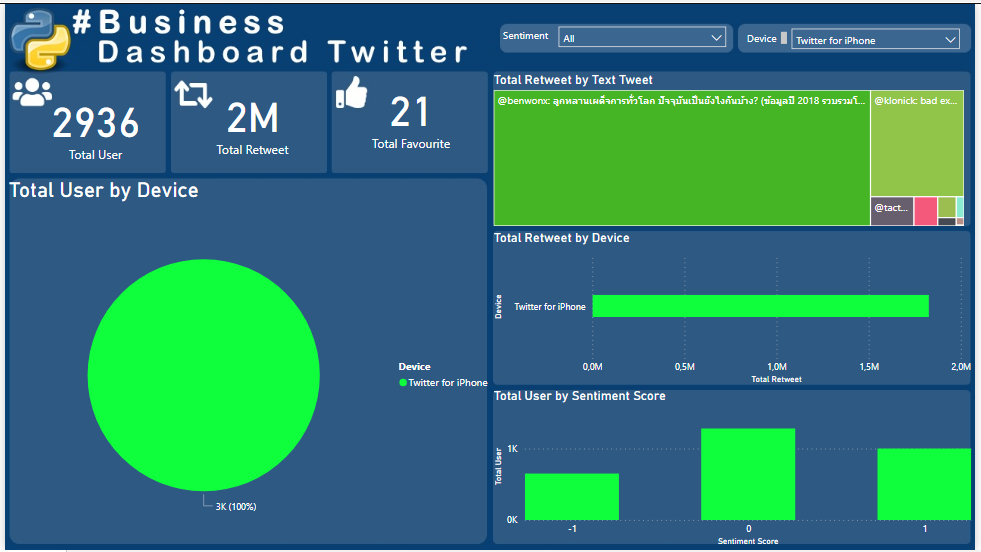 #Business
Dashboard Twitter
Sentiment
All
Device
Twitter for iPhone
2936
Total User
2M
Total Retweet
21
Total Favourite
Total User by Device
Device
Twitter for iPhone
3K (100%)
Total Retweet by Text Tweet
@benwonx: ลูกหลานเผด็จการทั่วโลก ปัจจุบันเป็นยังไงกันบ้าง? (ข้อมูลปี 2018 รวบรวมโ...
@klonick: bad ex...
@tact...
Total Retweet by Device
Device
Twitter for iPhone
0,0M 0,5M 1,0M 1,5M 2,0M
Total Retweet
Total User by Sentiment Score
Total User
1K
0K
-1 0 1
Sentiment Score